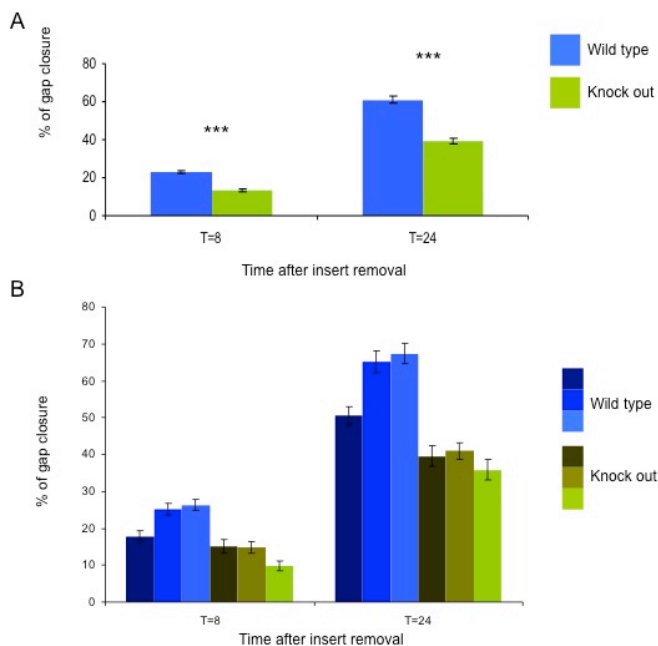 A
% of gap closure
80
60
40
20
0
***
***
T=8
T=24
Time after insert removal
Wild type
Knock out
B
% of gap closure
80
70
60
50
40
30
20
10
0
T=8
T=24
Time after insert removal
Wild type
Knock out